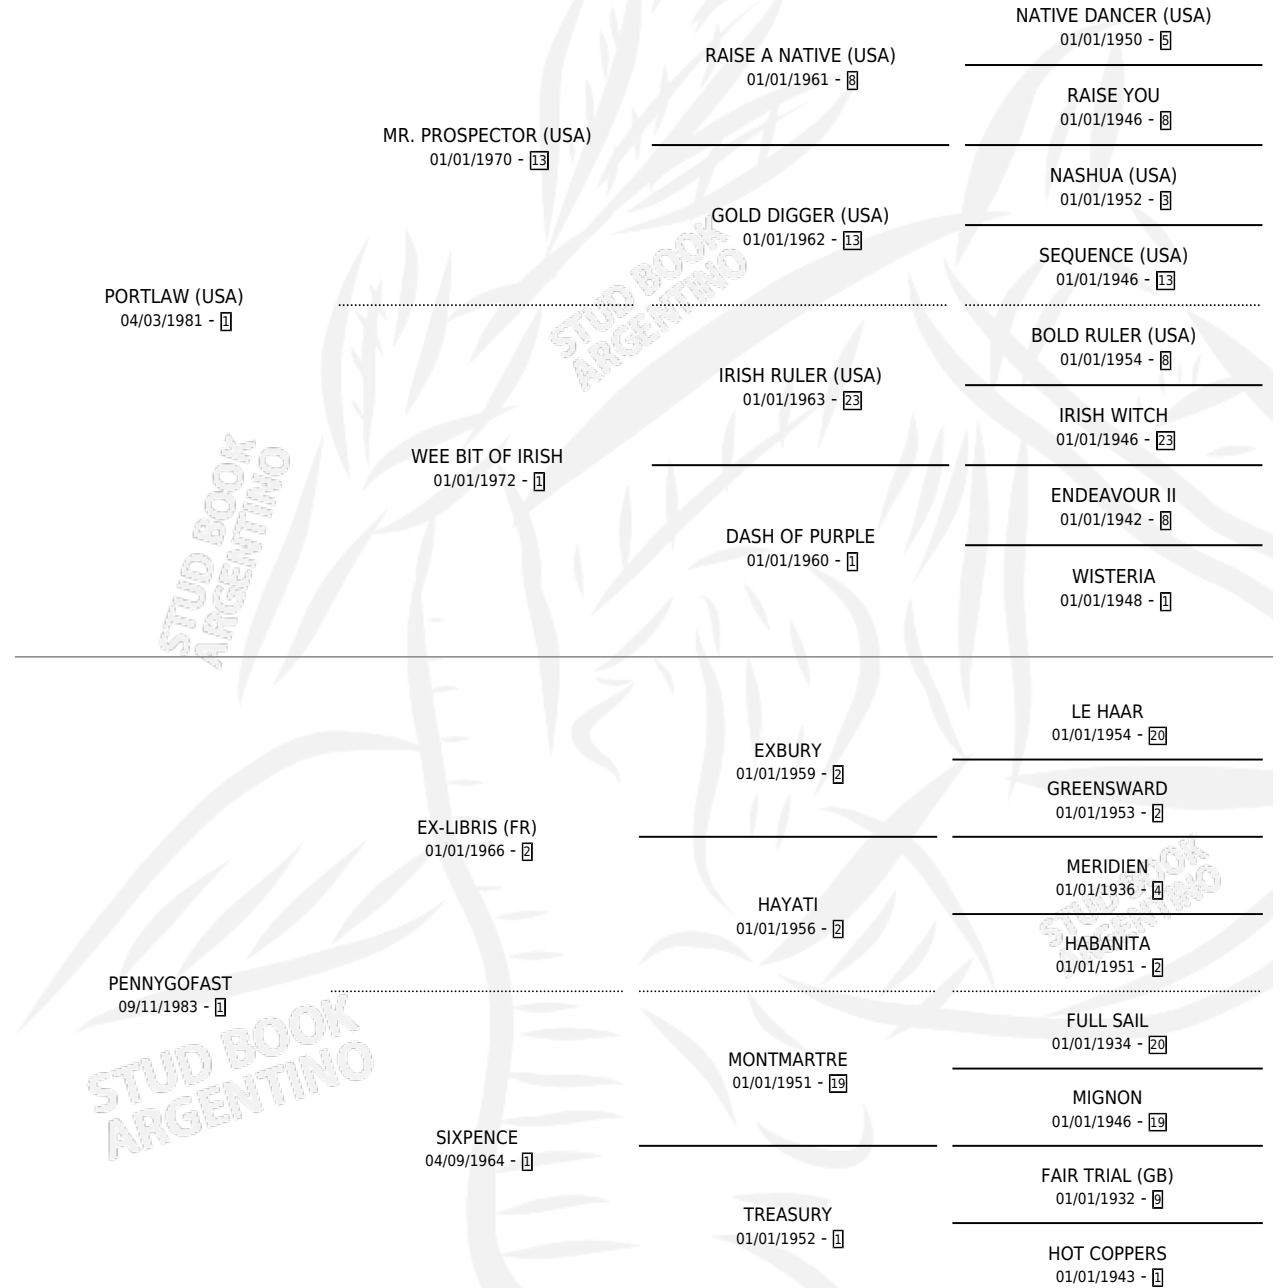 NATIVE DANCER (USA)
01/01/1950 - 5
RAISE A NATIVE (USA)
01/01/1961 - 8
RAISE YOU
01/01/1946 - 8
MR. PROSPECTOR (USA)
01/01/1970 - 13
NASHUA (USA)
01/01/1952 - 3
GOLD DIGGER (USA)
01/01/1962 - 13
SEQUENCE (USA)
01/01/1946 - 13
PORTLAW (USA)
04/03/1981 - 1
BOLD RULER (USA)
01/01/1954 - 8
IRISH RULER (USA)
01/01/1963 - 23
IRISH WITCH
01/01/1946 - 23
WEE BIT OF IRISH
01/01/1972 - 1
ENDEAVOUR II
01/01/1942 - 8
DASH OF PURPLE
01/01/1960 - 1
WISTERIA
01/01/1948 - 1
STUD BOOK
ARGENTINO
STUD BOOK
ARGENTINO
LE HAAR
01/01/1954 - 20
EXBURY
01/01/1959 - 2
GREENSWARD
01/01/1953 - 2
EX-LIBRIS (FR)
01/01/1966 - 2
MERIDIEN
01/01/1936 - 4
HAYATI
01/01/1956 - 2
HABANITA
01/01/1951 - 2
STUD BOOK
ARGENTINO
PENNYGOFAST
09/11/1983 - 1
FULL SAIL
01/01/1934 - 20
MONTMARTRE
01/01/1951 - 19
MIGNON
01/01/1946 - 19
SIXPENCE
04/09/1964 - 1
FAIR TRIAL (GB)
01/01/1932 - 9
TREASURY
01/01/1952 - 1
HOT COPPERS
01/01/1943 - 1
STUD BOOK
ARGENTINO